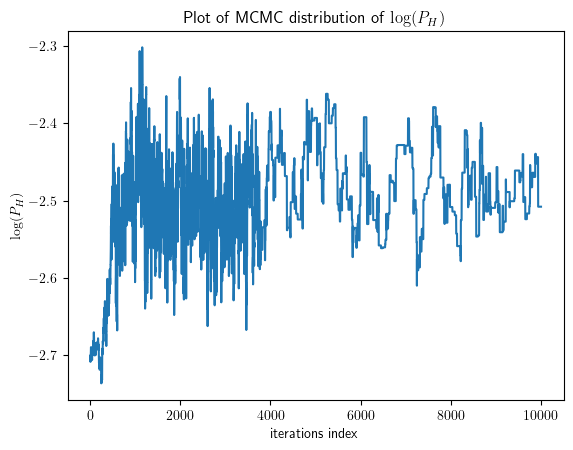 Plot of MCMC distribution of log(P_H)
−2.3
−2.4
−2.5
−2.6
−2.7
log(P_H)
0 2000 4000 6000 8000 10000
iterations index